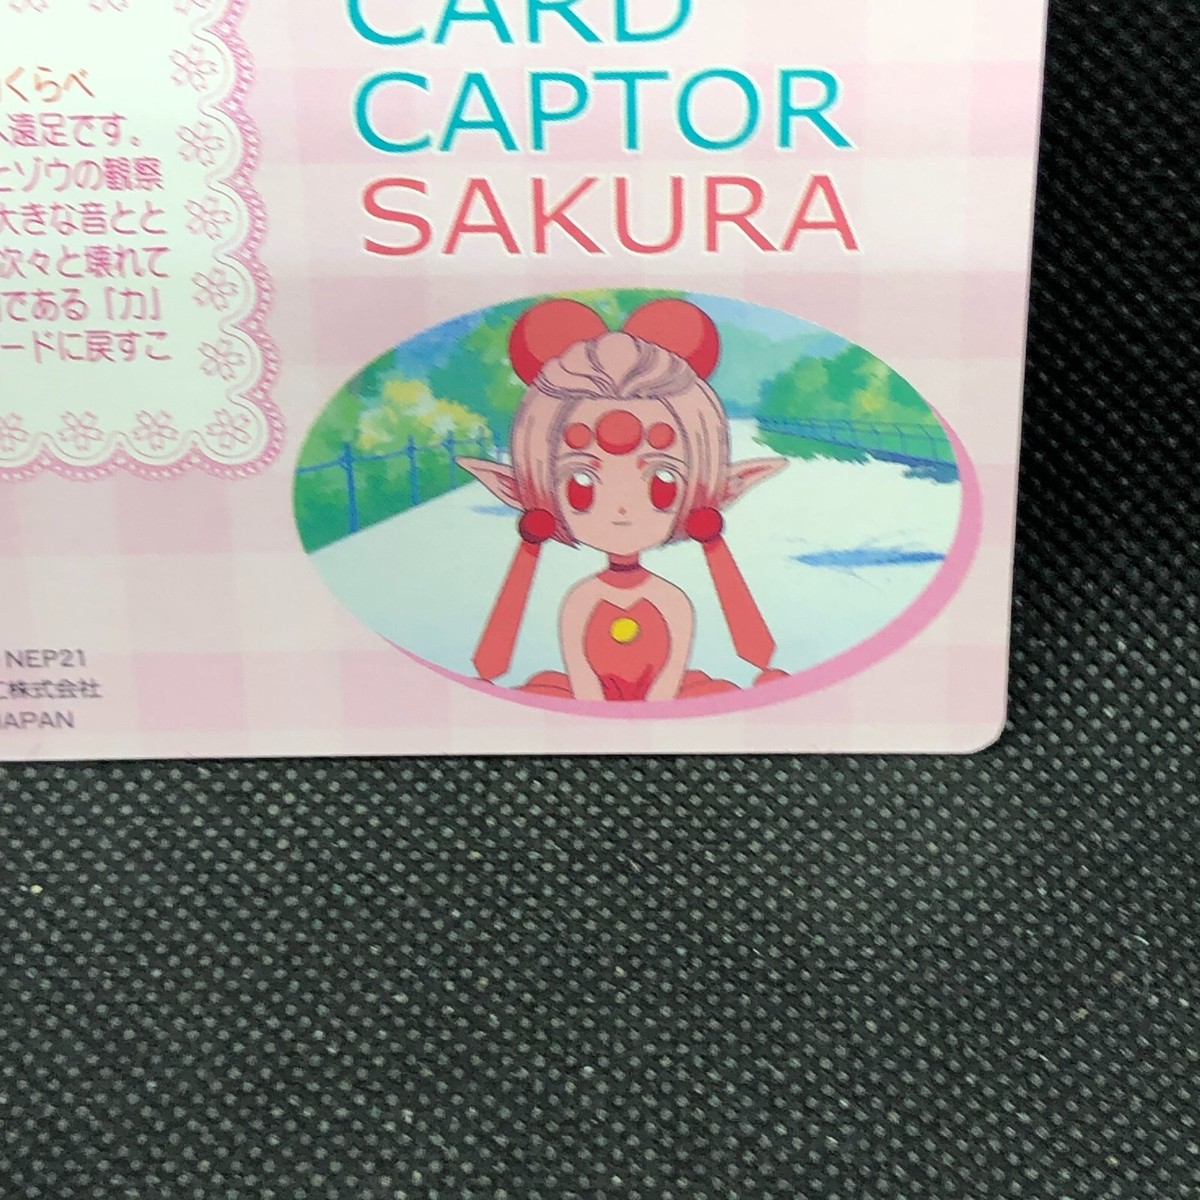 CARD
CAPTOR
SAKURA
くらべ
遠足です。
とゾウの観察
大きな音とと
次々と壊れて
である「力」
ードに戻すこ
NEP21
株式会社
JAPAN